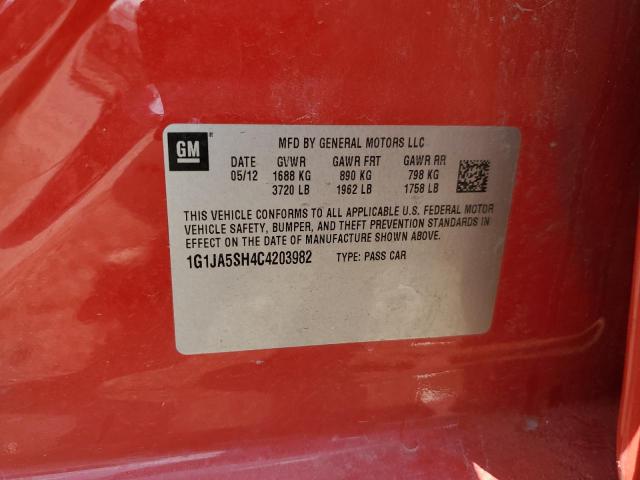 GM
MFD BY GENERAL MOTORS LLC
DATE GVWR GAWR FRT GAWR RR
05/12 1688 KG 890 KG 798 KG
3720 LB 1962 LB 1758 LB
THIS VEHICLE CONFORMS TO ALL APPLICABLE U.S. FEDERAL MOTOR
VEHICLE SAFETY, BUMPER, AND THEFT PREVENTION STANDARDS IN
EFFECT ON THE DATE OF MANUFACTURE SHOWN ABOVE.
1G1JA5SH4C4203982 TYPE: PASS CAR